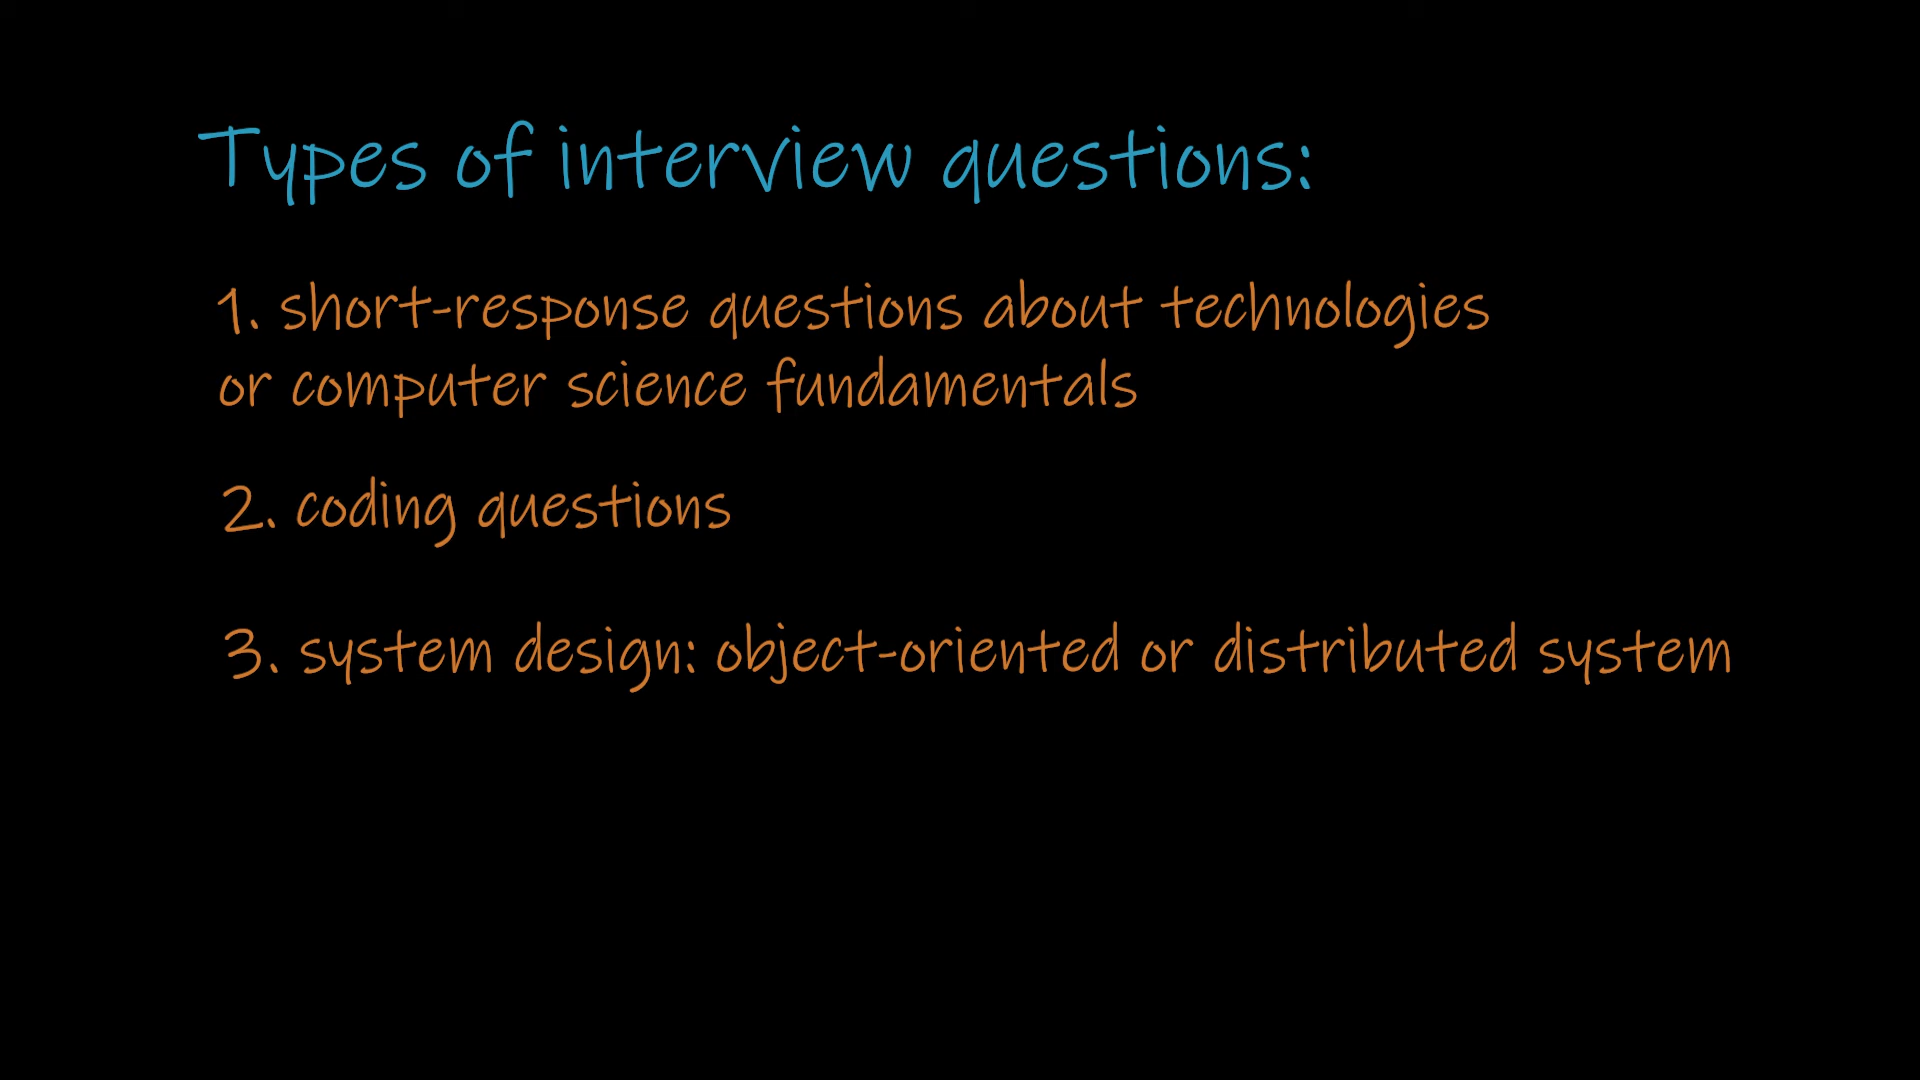 Types of interview questions:
1. short-response questions about technologies
or computer science fundamentals
2. coding questions
3. system design: object-oriented or distributed system